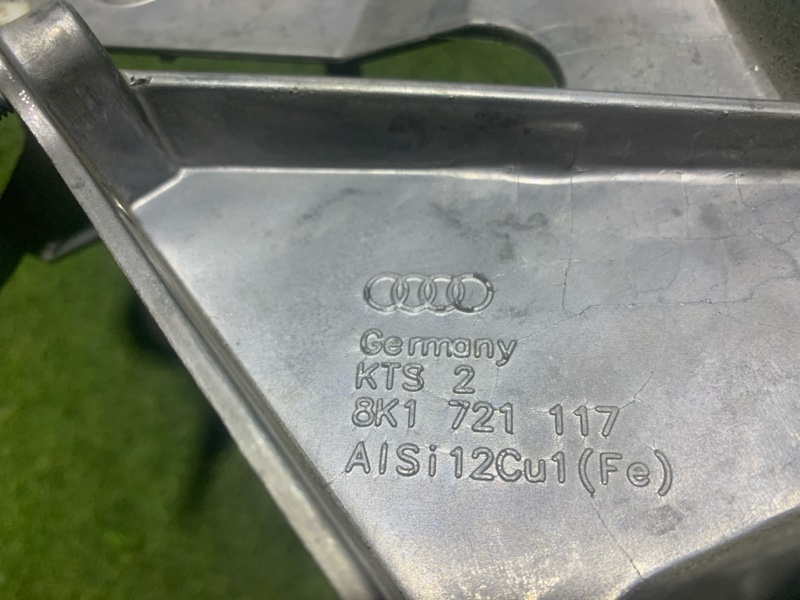 Germany
KTS 2
8K1 721 117
AlSi12Cu1(Fe)